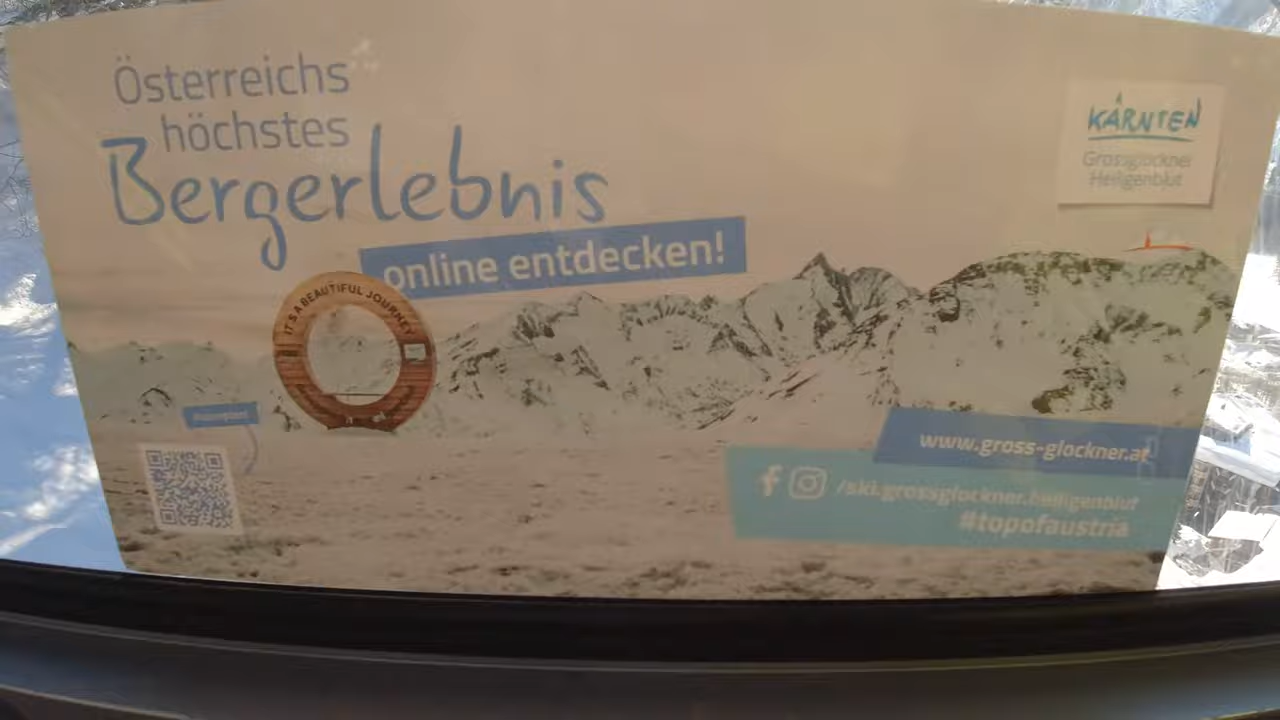 Österreichs
höchstes
Bergerlebnis
online entdecken!
KÄRNTEN
Grossglockner
Heiligenblut
IT'S A BEAUTIFUL JOURNEY
www.gross-glockner.at
/ski.grossglockner.heiligenblut
#topofaustria